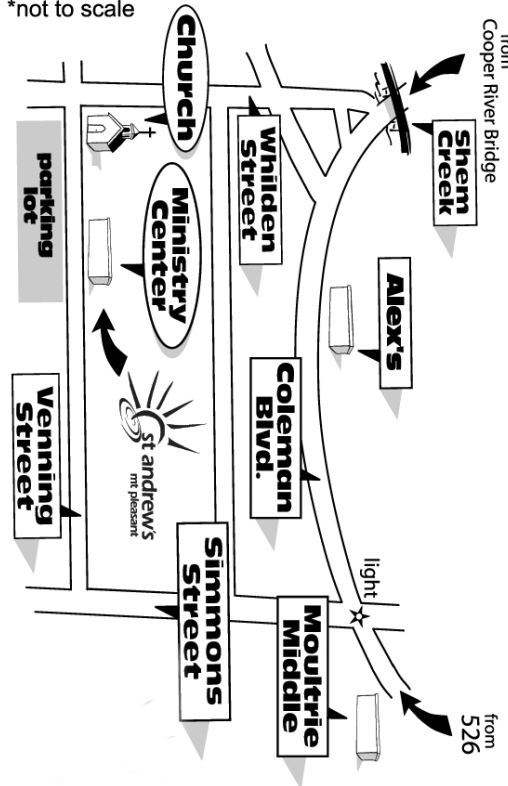 *not to scale
from
Cooper River Bridge
Shem
Creek
Church
Whilden
Street
Alex's
Ministry
Center
parking
lot
Coleman
Blvd.
st andrew's
mt pleasant
Venning
Street
Simmons
Street
light
Moultrie
Middle
from
526